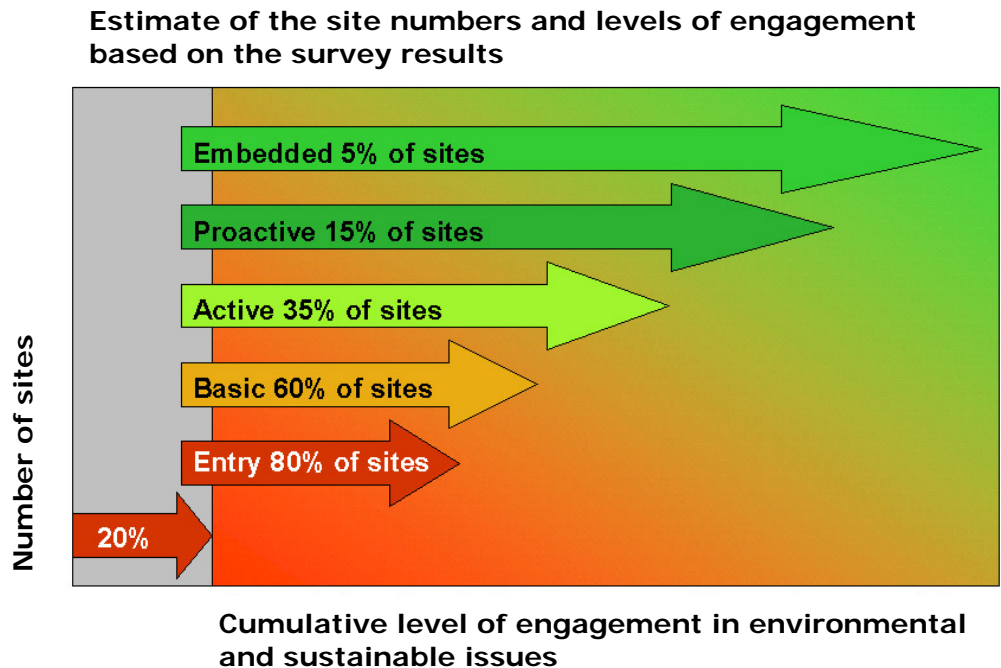 Estimate of the site numbers and levels of engagement
based on the survey results
Embedded 5% of sites
Proactive 15% of sites
Active 35% of sites
Basic 60% of sites
Entry 80% of sites
20%
Number of sites
Cumulative level of engagement in environmental
and sustainable issues